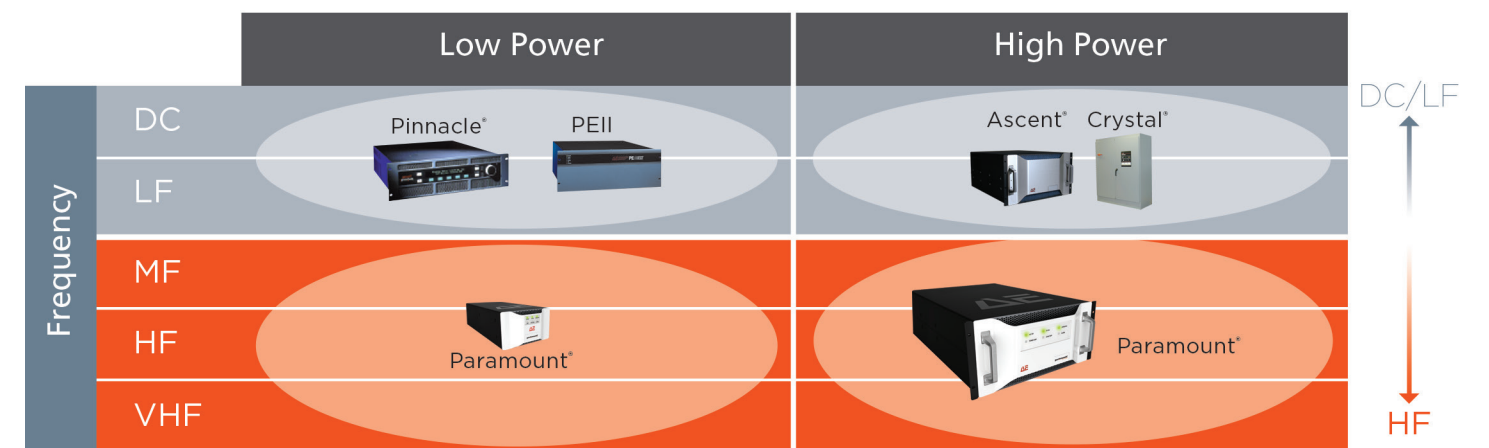 Low Power
High Power
DC/LF
DC
Pinnacle®
PEII
Ascent®
Crystal®
LF
Frequency
MF
HF
Paramount®
Paramount®
VHF
HF